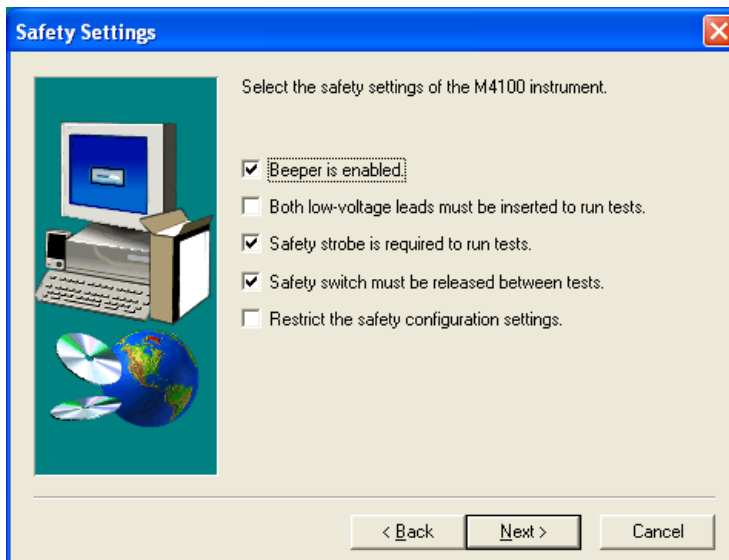 Safety Settings
Select the safety settings of the M4100 instrument.
Beeper is enabled.
Both low-voltage leads must be inserted to run tests.
Safety strobe is required to run tests.
Safety switch must be released between tests.
Restrict the safety configuration settings.
< Back Next > Cancel